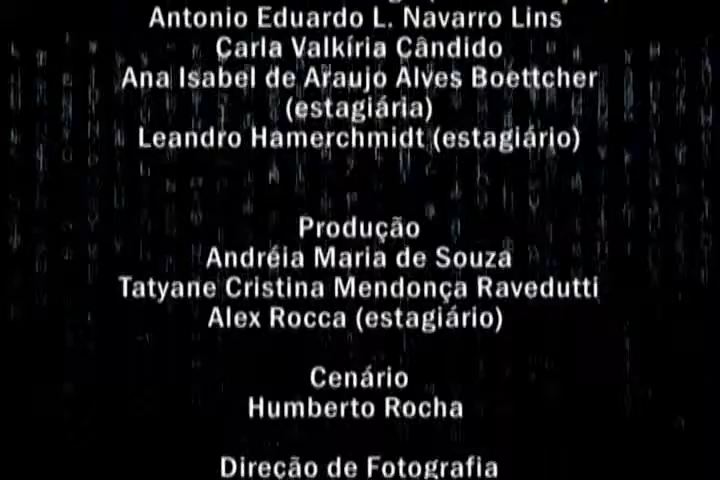 Antonio Eduardo L. Navarro Lins
Carla Valkíria Cândido
Ana Isabel de Araujo Alves Boettcher
(estagiária)
Leandro Hamerchmidt (estagiário)
Produção
Andréia Maria de Souza
Tatyane Cristina Mendonça Ravedutti
Alex Rocca (estagiário)
Cenário
Humberto Rocha
Direção de Fotografia